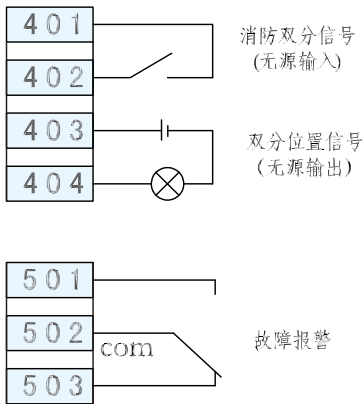 401
402
消防双分信号
(无源输入)
403
404
双分位置信号
(无源输出)
501
502
com
503
故障报警